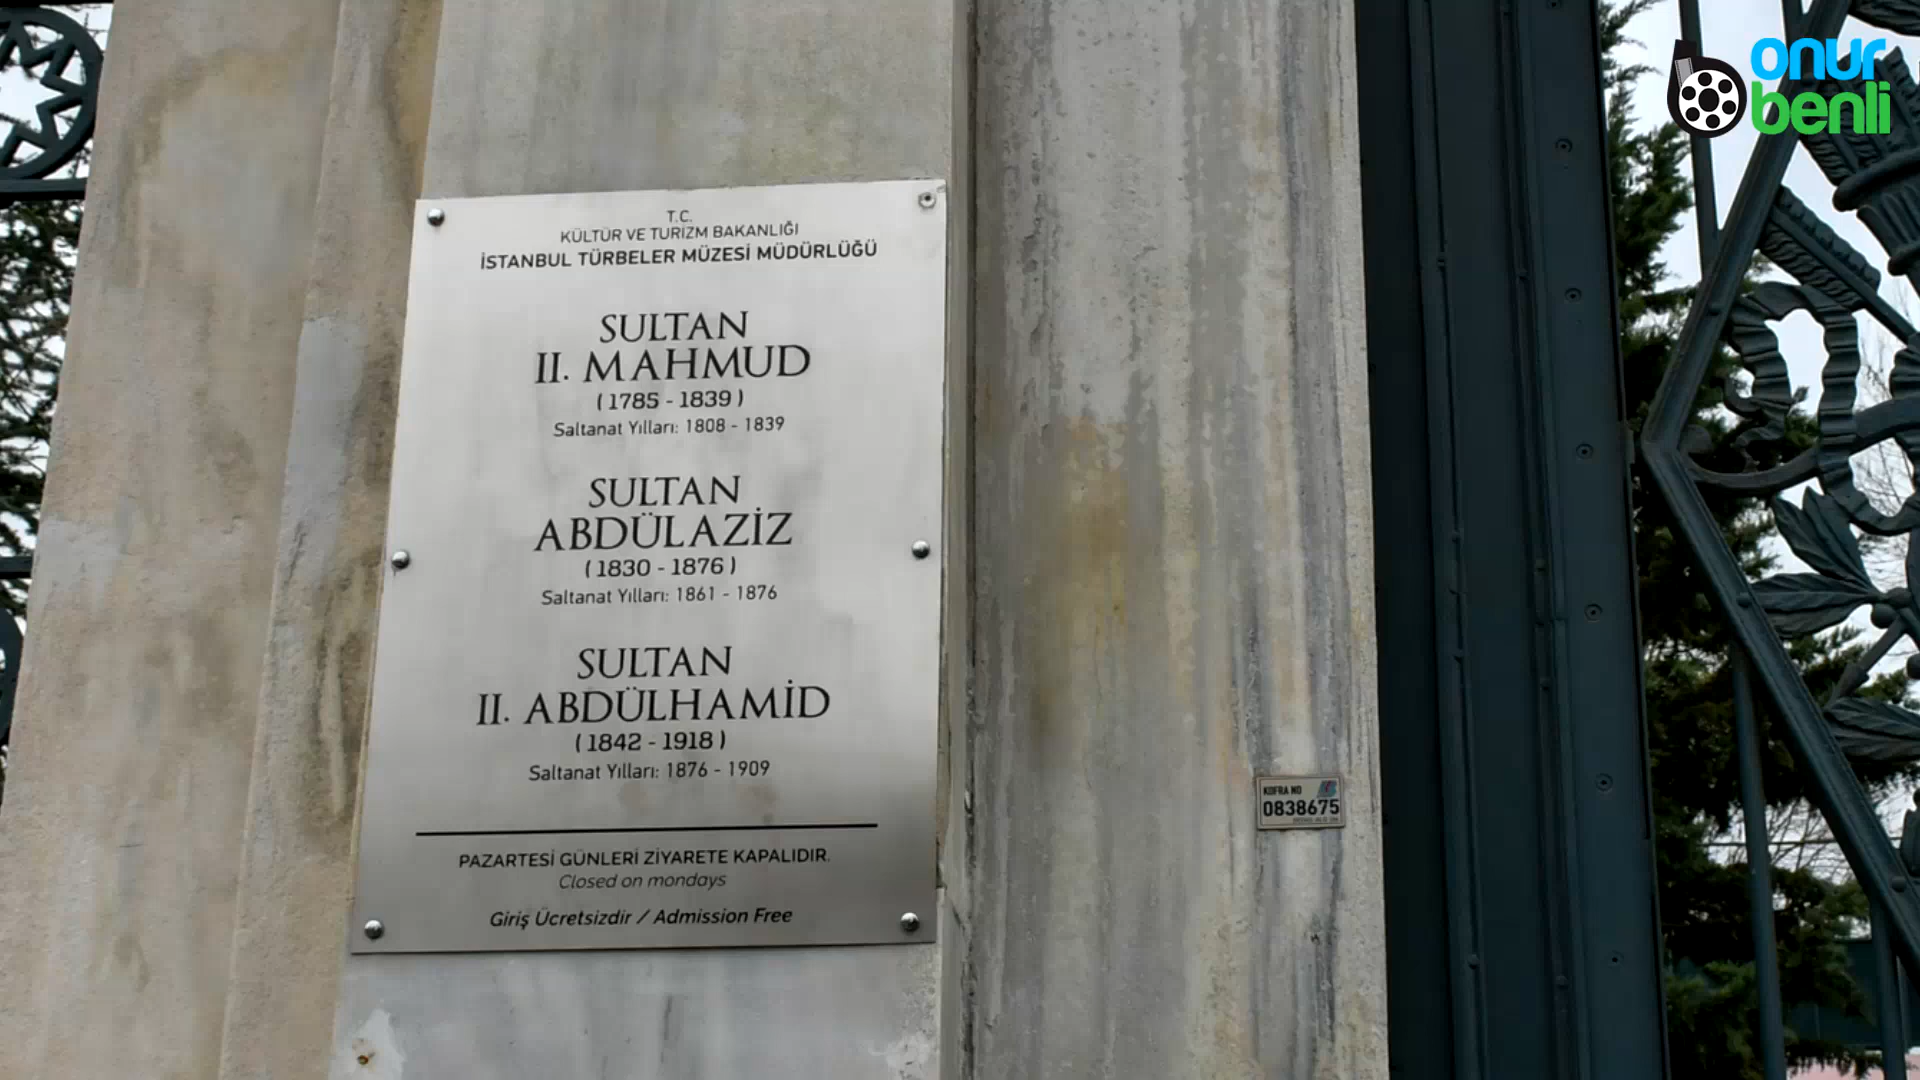 onur
benli
T.C.
KÜLTÜR VE TURİZM BAKANLIĞI
İSTANBUL TÜRBELER MÜZESİ MÜDÜRLÜĞÜ
SULTAN
II. MAHMUD
(1785 - 1839)
Saltanat Yılları: 1808 - 1839
SULTAN
ABDÜLAZİZ
(1830 - 1876)
Saltanat Yılları: 1861 - 1876
SULTAN
II. ABDÜLHAMİD
(1842 - 1918)
Saltanat Yılları: 1876 - 1909
PAZARTESİ GÜNLERİ ZİYARETE KAPALIDIR.
Closed on mondays
Giriş Ücretsizdir / Admission Free
KOFRA NO
0838675